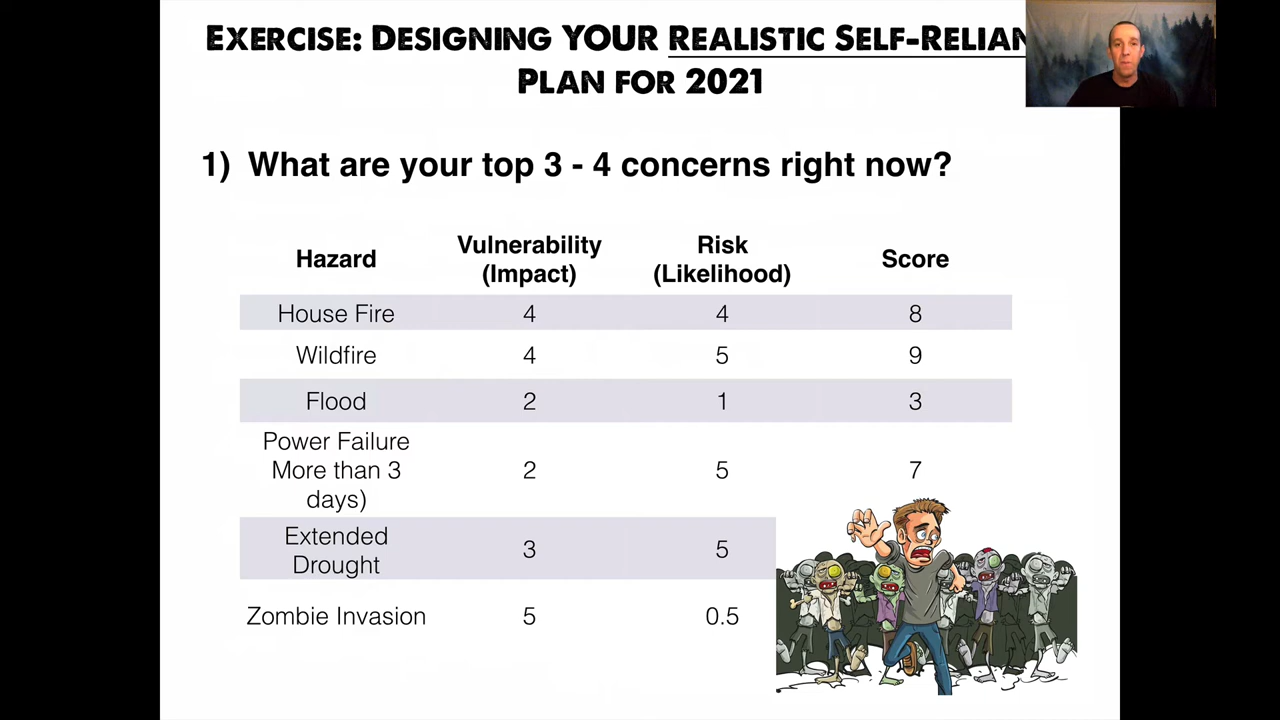 EXERCISE: DESIGNING YOUR REALISTIC SELF-RELIAN
PLAN FOR 2021
1) What are your top 3 - 4 concerns right now?
Hazard Vulnerability (Impact) Risk (Likelihood) Score
House Fire 4 4 8
Wildfire 4 5 9
Flood 2 1 3
Power Failure
More than 3 2 5 7
days)
Extended
Drought 3 5
Zombie Invasion 5 0.5